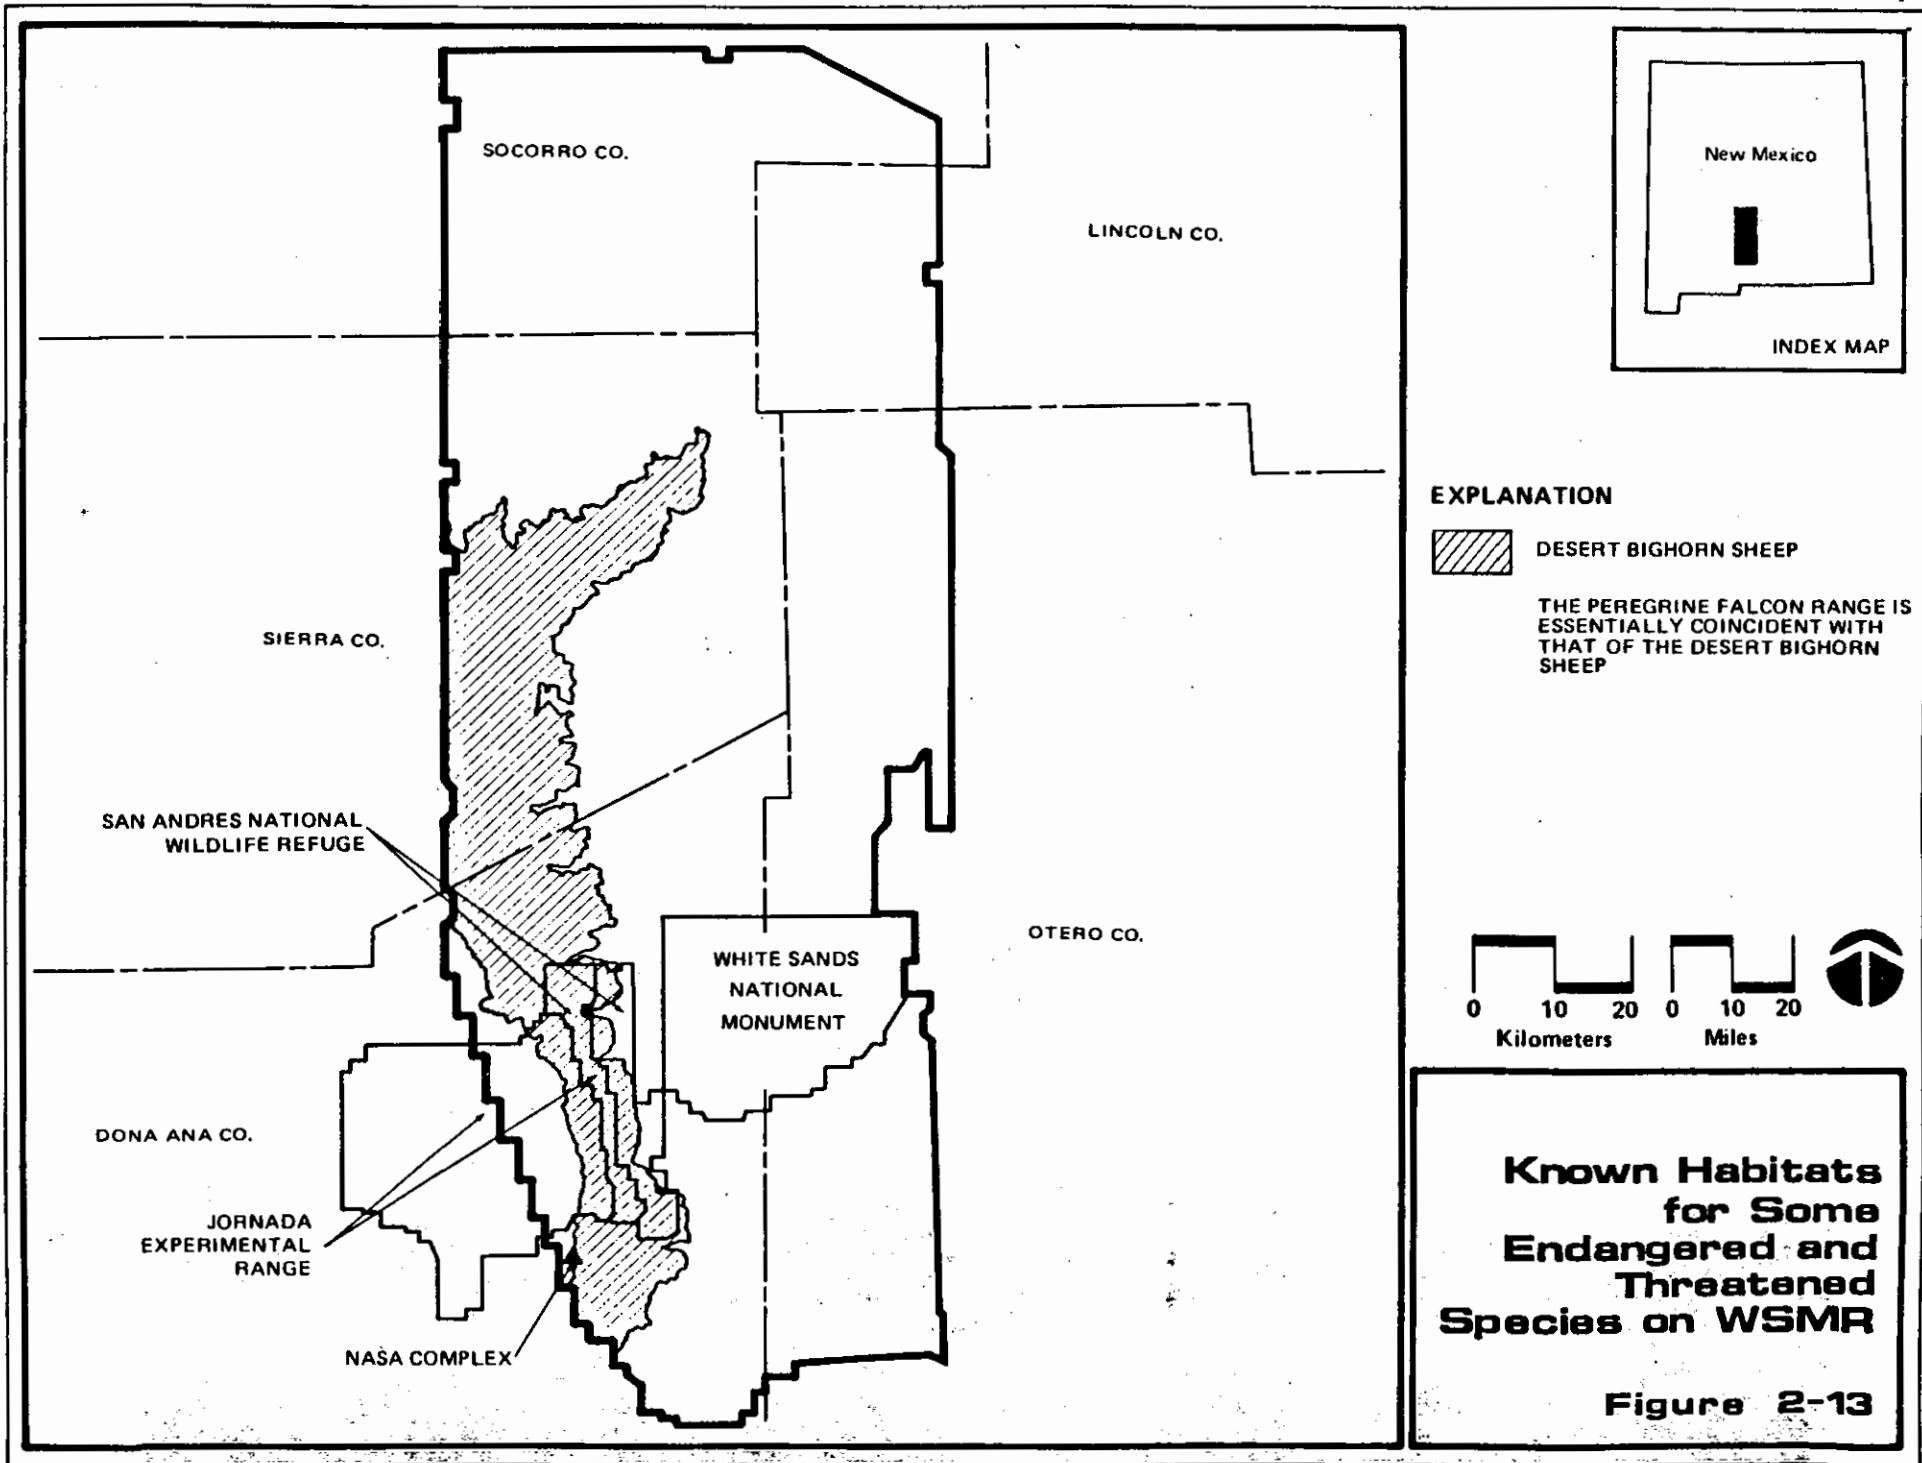 SOCORRO CO.
LINCOLN CO.
SIERRA CO.
SAN ANDRES NATIONAL
WILDLIFE REFUGE
WHITE SANDS
NATIONAL
MONUMENT
OTERO CO.
DONA ANA CO.
JORNADA
EXPERIMENTAL
RANGE
NASA COMPLEX
New Mexico
INDEX MAP
EXPLANATION
DESERT BIGHORN SHEEP
THE PEREGRINE FALCON RANGE IS
ESSENTIALLY COINCIDENT WITH
THAT OF THE DESERT BIGHORN
SHEEP
0 10 20 0 10 20
Kilometers Miles
Known Habitats
for Some
Endangered and
Threatened
Species on WSMR
Figure 2-13